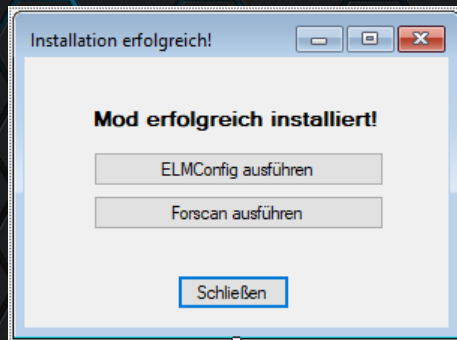 Installation erfolgreich!
Mod erfolgreich installiert!
ELMConfig ausführen
Forscan ausführen
Schließen